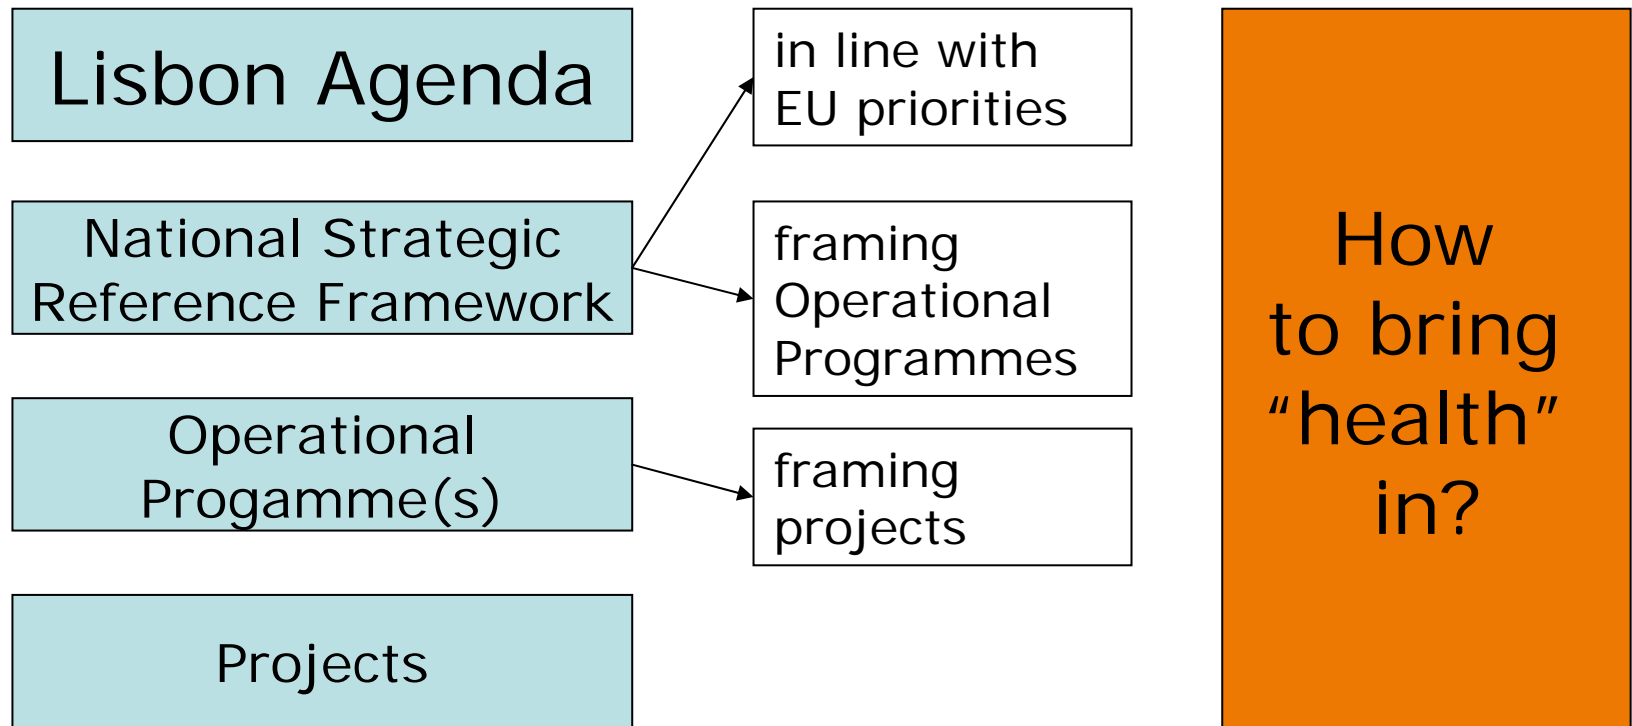 Lisbon Agenda
National Strategic
Reference Framework
Operational
Progamme(s)
Projects
in line with
EU priorities
framing
Operational
Programmes
framing
projects
How
to bring
“health”
in?